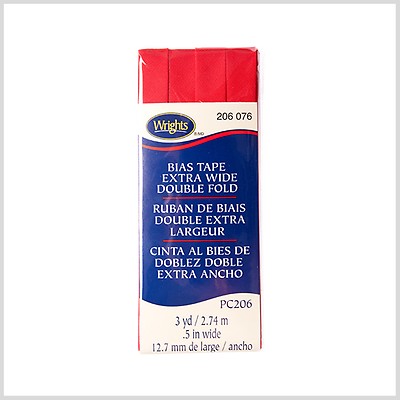 206 076
Wrights
®/MD
BIAS TAPE
EXTRA WIDE
DOUBLE FOLD
RUBAN DE BIAIS
DOUBLE EXTRA
LARGEUR
CINTA AL BIES DE
DOBLEZ DOBLE
EXTRA ANCHO
PC206
3 yd / 2.74 m
.5 in wide
12.7 mm de large / ancho